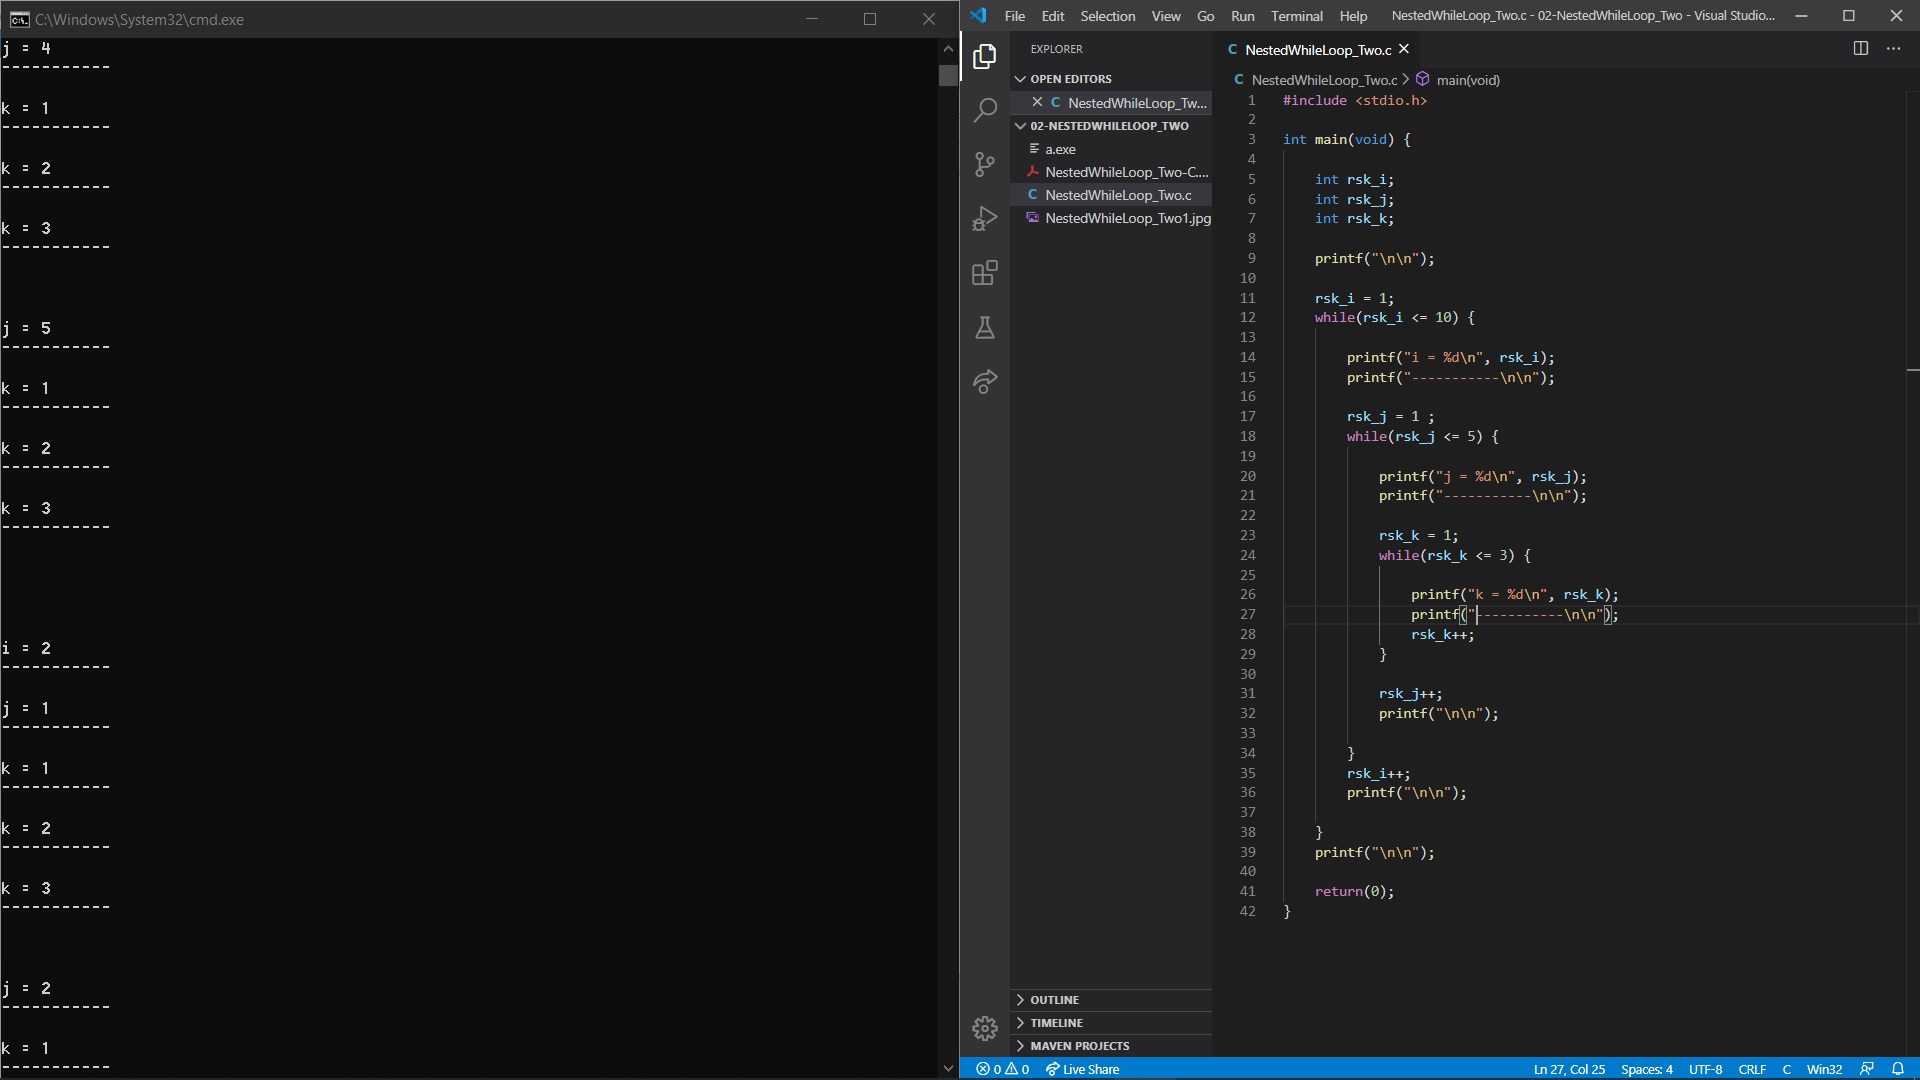 C:\Windows\System32\cmd.exe
j = 4
-----------
k = 1
-----------
k = 2
-----------
k = 3
-----------
j = 5
-----------
k = 1
-----------
k = 2
-----------
k = 3
-----------
i = 2
-----------
j = 1
-----------
k = 1
-----------
k = 2
-----------
k = 3
-----------
j = 2
-----------
k = 1
-----------
File Edit Selection View Go Run Terminal Help NestedWhileLoop_Two.c - 02-NestedWhileLoop_Two - Visual Studio...
EXPLORER
OPEN EDITORS
NestedWhileLoop_Tw...
02-NESTEDWHILELOOP_TWO
a.exe
NestedWhileLoop_Two-C....
NestedWhileLoop_Two.c
NestedWhileLoop_Two1.jpg
OUTLINE
TIMELINE
MAVEN PROJECTS
C NestedWhileLoop_Two.c
C NestedWhileLoop_Two.c > main(void)
1 #include <stdio.h>
2
3 int main(void) {
4
5 int rsk_i;
6 int rsk_j;
7 int rsk_k;
8
9 printf("\n\n");
10
11 rsk_i = 1;
12 while(rsk_i <= 10) {
13
14 printf("i = %d\n", rsk_i);
15 printf("-----------\n\n");
16
17 rsk_j = 1 ;
18 while(rsk_j <= 5) {
19
20 printf("j = %d\n", rsk_j);
21 printf("-----------\n\n");
22
23 rsk_k = 1;
24 while(rsk_k <= 3) {
25
26 printf("k = %d\n", rsk_k);
27 printf("-----------\n\n");
28 rsk_k++;
29 }
30
31 rsk_j++;
32 printf("\n\n");
33
34 }
35 rsk_i++;
36 printf("\n\n");
37
38 }
39 printf("\n\n");
40
41 return(0);
42 }
0 0 Live Share Ln 27, Col 25 Spaces: 4 UTF-8 CRLF C Win32